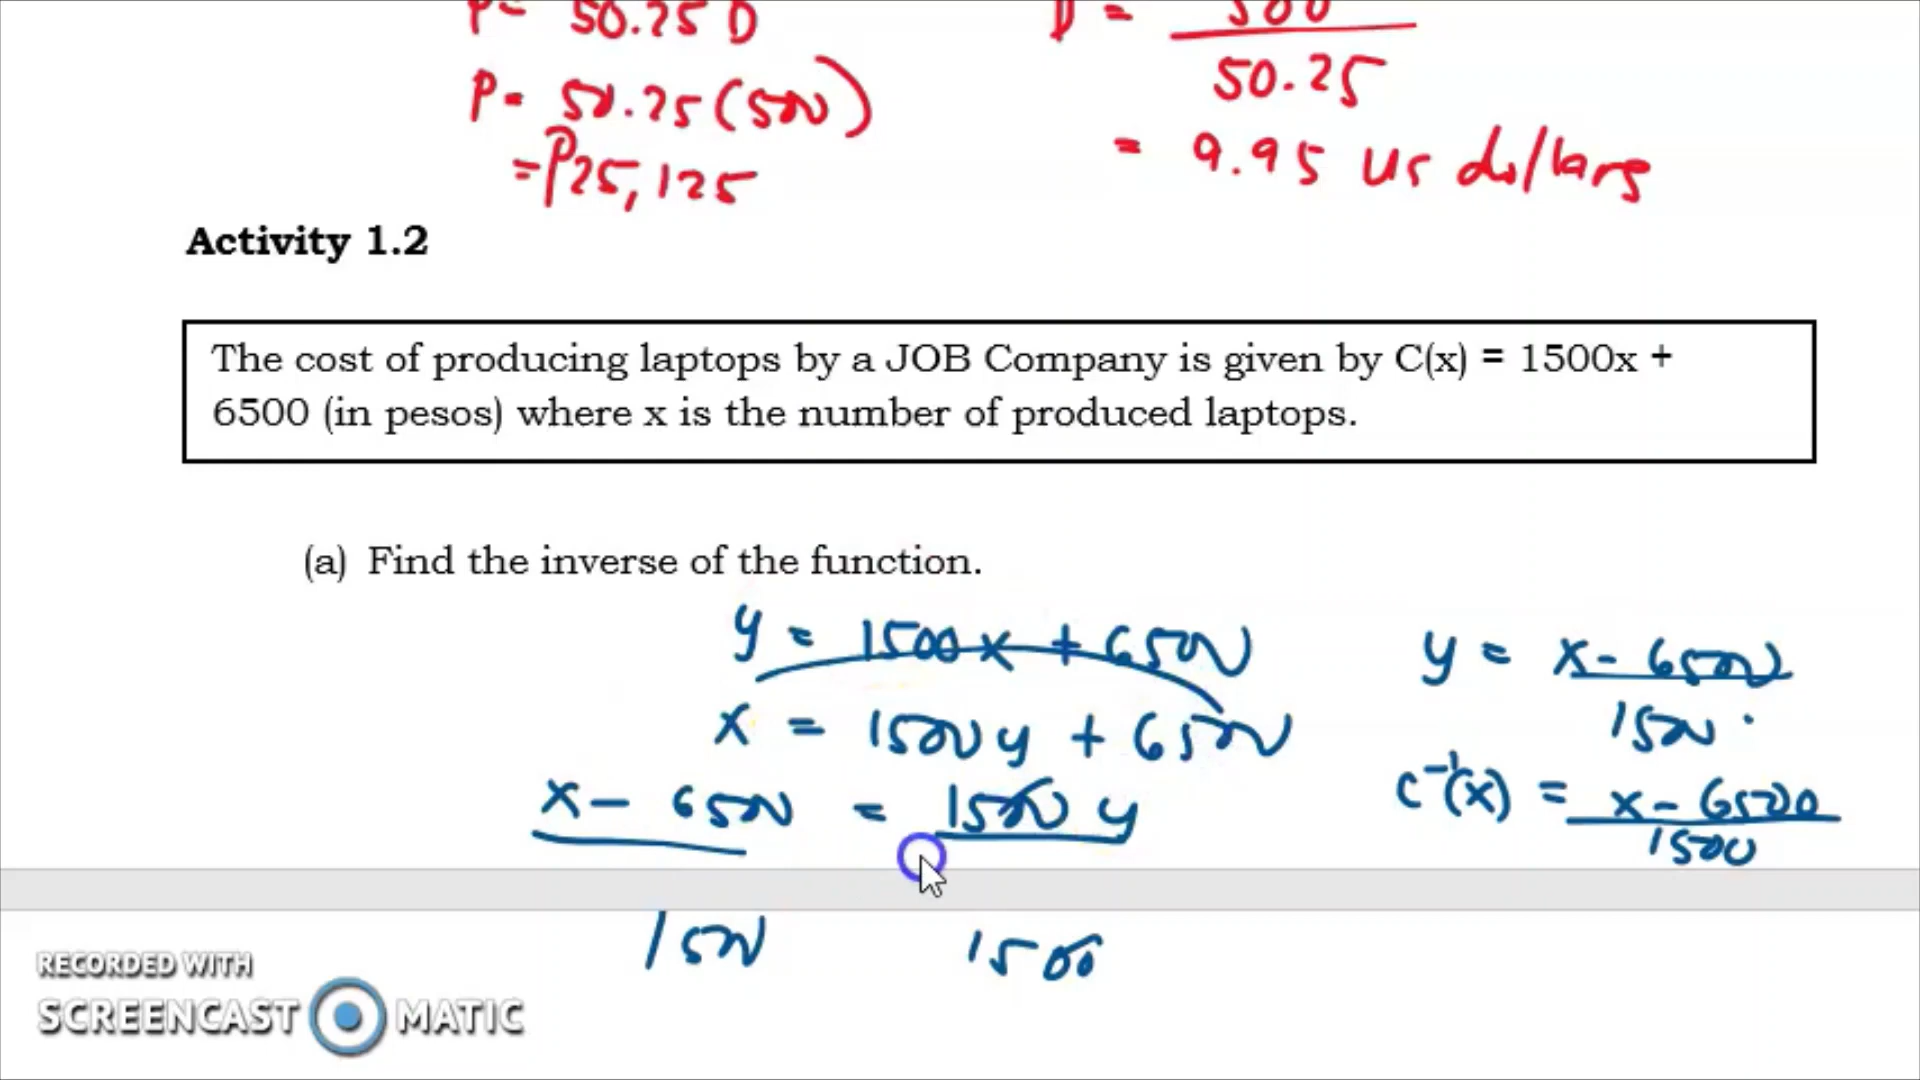 P = 50.25 D
P = 50.25 (500)
= ₱25,125
D = 500
50.25
= 9.95 US dollars
Activity 1.2
The cost of producing laptops by a JOB Company is given by C(x) = 1500x +
6500 (in pesos) where x is the number of produced laptops.
(a) Find the inverse of the function.
y = 1500x + 6500
x = 1500y + 6500
x - 6500 = 1500 y
1500 1500
y = x - 6500
1500
C⁻¹(x) = x - 6500
1500
RECORDED WITH
SCREENCAST MATIC